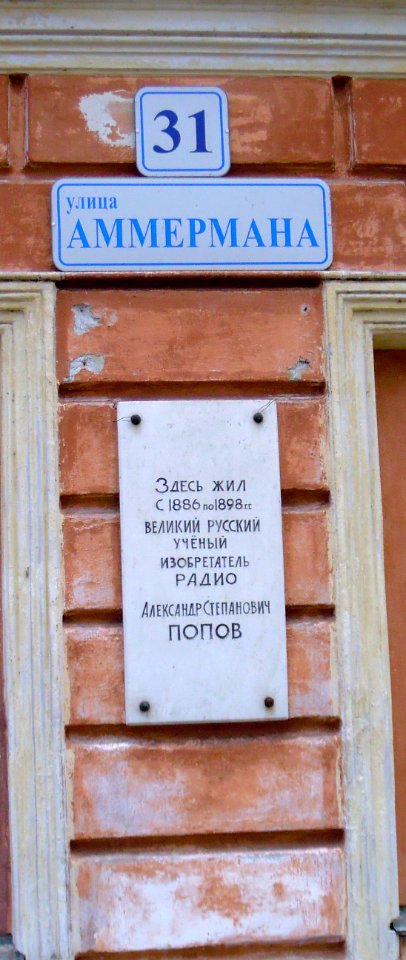 31
улица
АММЕРМАНА
ЗДЕСЬ ЖИЛ
С 1886 по 1898 гг.
ВЕЛИКИЙ РУССКИЙ
УЧЁНЫЙ
ИЗОБРЕТАТЕЛЬ
РАДИО
АЛЕКСАНДР СТЕПАНОВИЧ
ПОПОВ